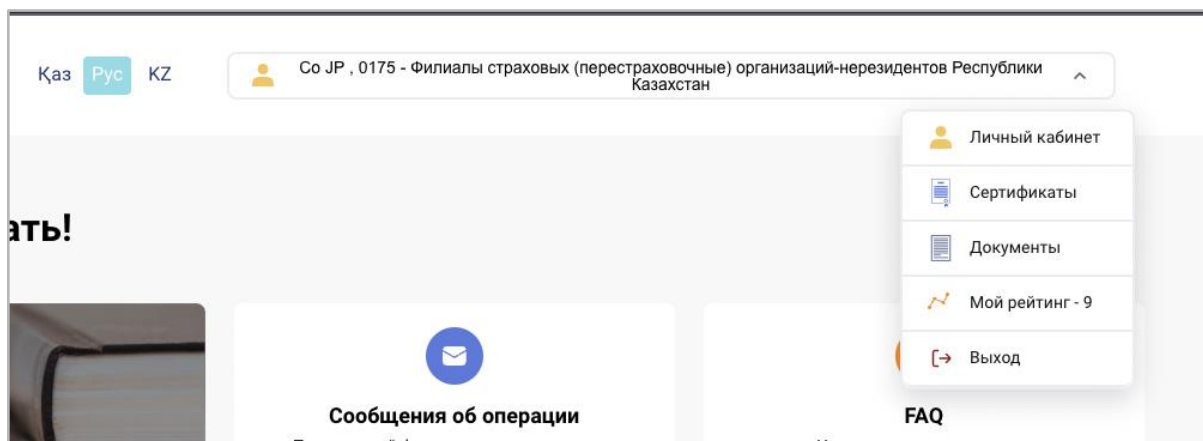 Қаз Рус KZ
Co JP , 0175 - Филиалы страховых (перестраховочные) организаций-нерезидентов Республики
Казахстан
Личный кабинет
Сертификаты
ать!
Документы
Мой рейтинг - 9
Выход
Сообщения об операции
FAQ